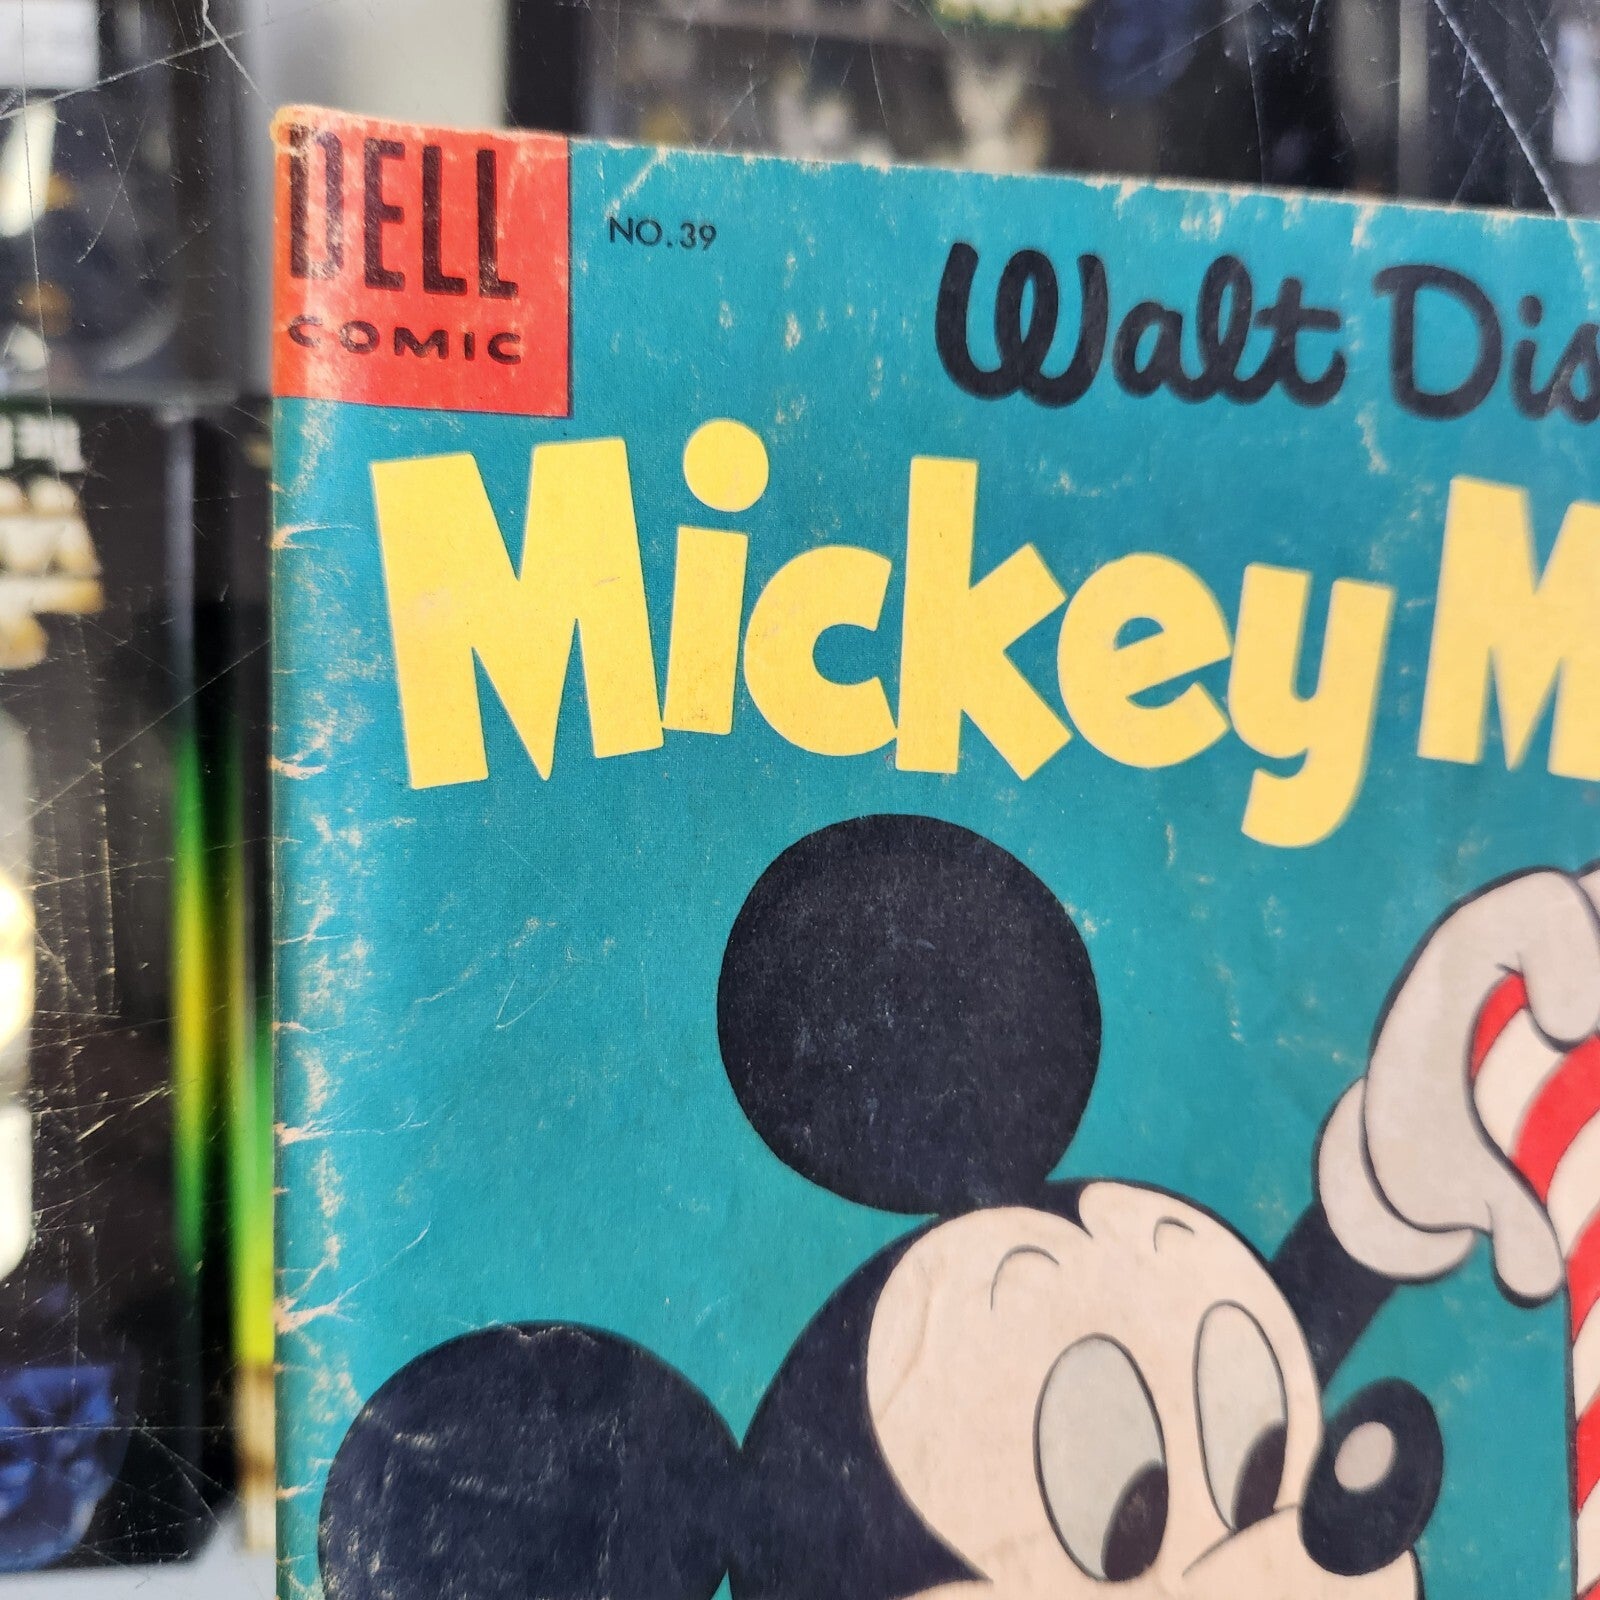 DELL
COMIC
NO. 39
Walt Dis
Mickey M